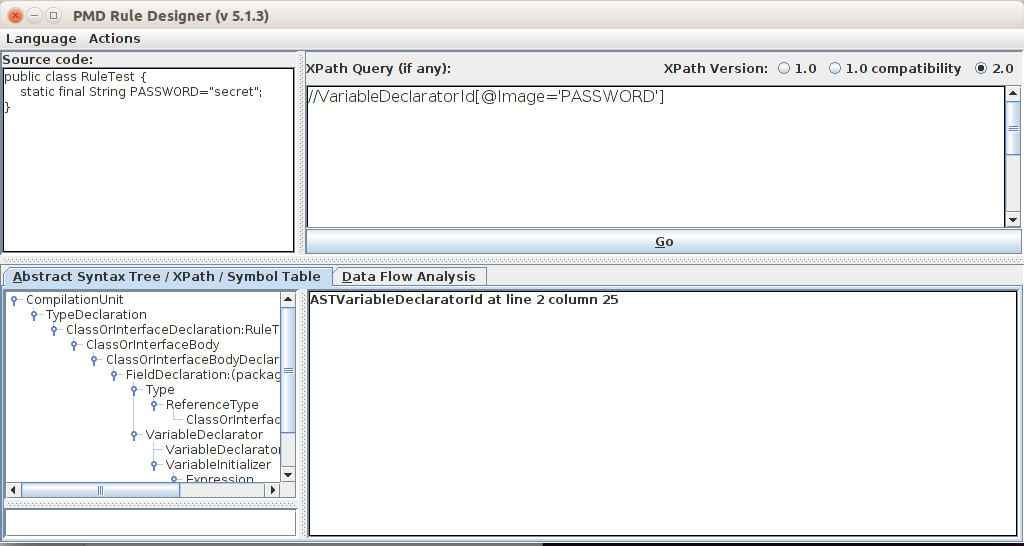 PMD Rule Designer (v 5.1.3)
Language Actions
Source code:
public class RuleTest {
static final String PASSWORD="secret";
}
XPath Query (if any):
XPath Version: 1.0 1.0 compatibility 2.0
//VariableDeclaratorId[@Image='PASSWORD']
Go
Abstract Syntax Tree / XPath / Symbol Table
Data Flow Analysis
CompilationUnit
TypeDeclaration
ClassOrInterfaceDeclaration:RuleT
ClassOrInterfaceBody
ClassOrInterfaceBodyDeclar
FieldDeclaration:(packag
Type
ReferenceType
ClassOrInterfac
VariableDeclarator
VariableDeclarator
VariableInitializer
Expression
ASTVariableDeclaratorId at line 2 column 25